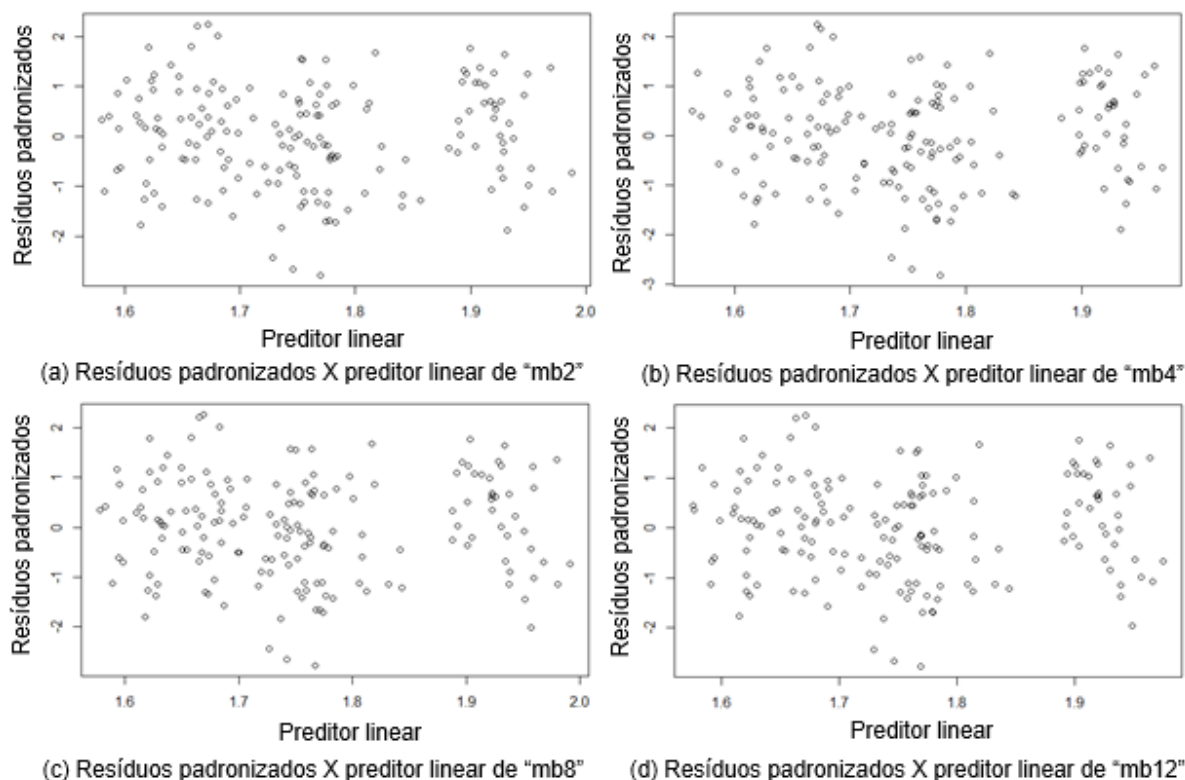 Resíduos padronizados
2
1
0
-1
-2
1.6 1.7 1.8 1.9 2.0
Preditor linear
(a) Resíduos padronizados X preditor linear de “mb2”
Resíduos padronizados
2
1
0
-1
-2
-3
1.6 1.7 1.8 1.9
Preditor linear
(b) Resíduos padronizados X preditor linear de “mb4”
Resíduos padronizados
2
1
0
-1
-2
1.6 1.7 1.8 1.9 2.0
Preditor linear
(c) Resíduos padronizados X preditor linear de “mb8”
Resíduos padronizados
2
1
0
-1
-2
1.6 1.7 1.8 1.9
Preditor linear
(d) Resíduos padronizados X preditor linear de “mb12”